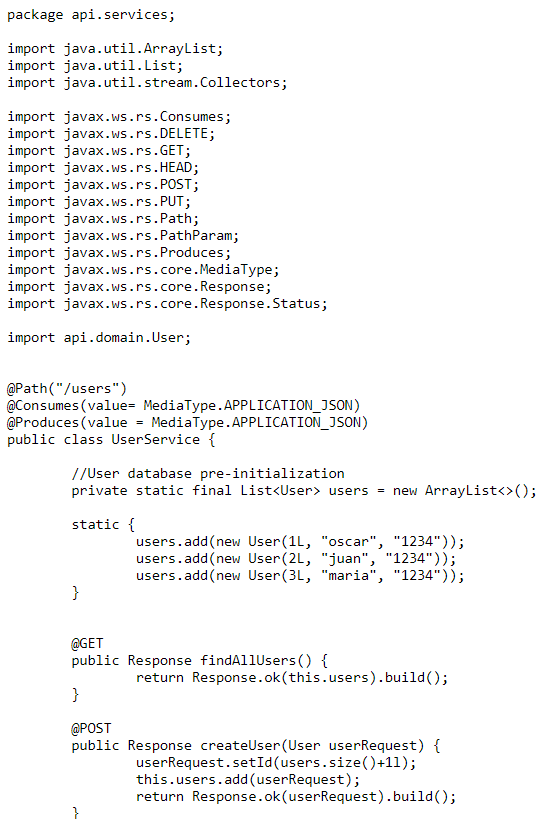 package api.services;

import java.util.ArrayList;
import java.util.List;
import java.util.stream.Collectors;

import javax.ws.rs.Consumes;
import javax.ws.rs.DELETE;
import javax.ws.rs.GET;
import javax.ws.rs.HEAD;
import javax.ws.rs.POST;
import javax.ws.rs.PUT;
import javax.ws.rs.Path;
import javax.ws.rs.PathParam;
import javax.ws.rs.Produces;
import javax.ws.rs.core.MediaType;
import javax.ws.rs.core.Response;
import javax.ws.rs.core.Response.Status;

import api.domain.User;


@Path("/users")
@Consumes(value= MediaType.APPLICATION_JSON)
@Produces(value = MediaType.APPLICATION_JSON)
public class UserService {

        //User database pre-initialization
        private static final List<User> users = new ArrayList<>();

        static {
                users.add(new User(1L, "oscar", "1234"));
                users.add(new User(2L, "juan", "1234"));
                users.add(new User(3L, "maria", "1234"));
        }


        @GET
        public Response findAllUsers() {
                return Response.ok(this.users).build();
        }

        @POST
        public Response createUser(User userRequest) {
                userRequest.setId(users.size()+1l);
                this.users.add(userRequest);
                return Response.ok(userRequest).build();
        }